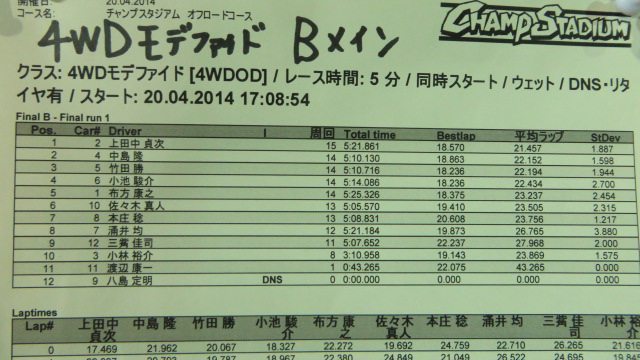 開催日: 20.04.2014
コース名: チャンプスタジアム オフロードコース
CHAMP STADIUM
4WDモデファイド Bメイン
クラス: 4WDモデファイド [4WDOD] / レース時間: 5 分 / 同時スタート / ウェット / DNS・リタ
イヤ有 / スタート: 20.04.2014 17:08:54
Final B - Final run 1
Pos. Car# Driver I 周回 Total time Bestlap 平均ラップ StDev
1 2 上田中 貞次 15 5:21.861 18.570 21.457 1.887
2 4 中島 隆 14 5:10.130 18.863 22.152 1.598
3 5 竹田 勝 14 5:10.716 18.236 22.194 1.944
4 6 小池 駿介 14 5:14.086 18.236 22.434 2.700
5 1 布方 康之 14 5:25.326 18.375 23.237 2.454
6 10 佐々木 真人 13 5:05.570 19.410 23.505 2.315
7 8 本庄 稔 13 5:08.831 20.608 23.756 1.217
8 7 涌井 均 12 5:21.184 19.873 26.765 3.880
9 12 三觜 佳司 11 5:07.652 22.237 27.968 2.000
10 3 小林 裕介 8 3:10.958 19.143 23.869 1.575
11 11 渡辺 康一 1 0:43.265 22.075 43.265 0.000
12 9 八島 定明 DNS 0 0:00.000 0.000 0.000 0.000
Laptimes
Lap# 上田中 貞次 中島 隆 竹田 勝 小池 駿介 布方 康之 佐々木 真人 本庄 稔 涌井 均 三觜 佳司 小林 裕
0 17.469 21.962 20.067 18.327 22.272 19.692 24.759 22.710 26.265 21.616